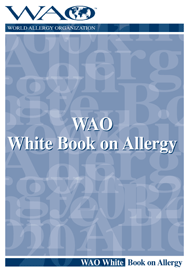 WAO
WORLD ALLERGY ORGANIZATION
WAO
White Book on Allergy
WAO White Book on Allergy